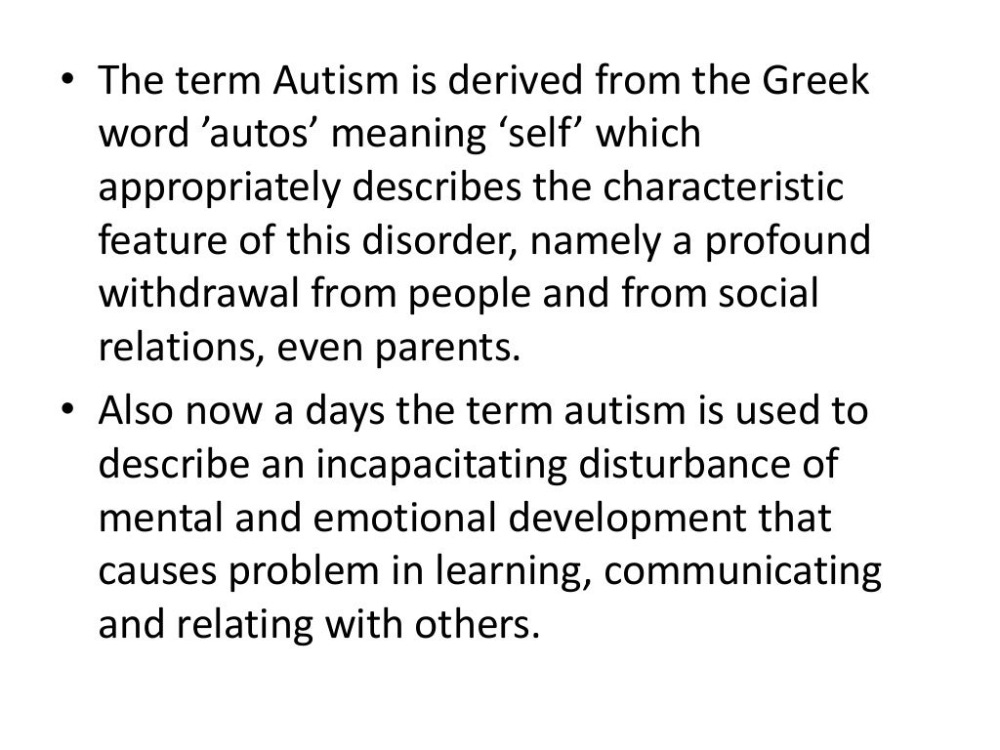 • The term Autism is derived from the Greek
word ’autos’ meaning ‘self’ which
appropriately describes the characteristic
feature of this disorder, namely a profound
withdrawal from people and from social
relations, even parents.
• Also now a days the term autism is used to
describe an incapacitating disturbance of
mental and emotional development that
causes problem in learning, communicating
and relating with others.